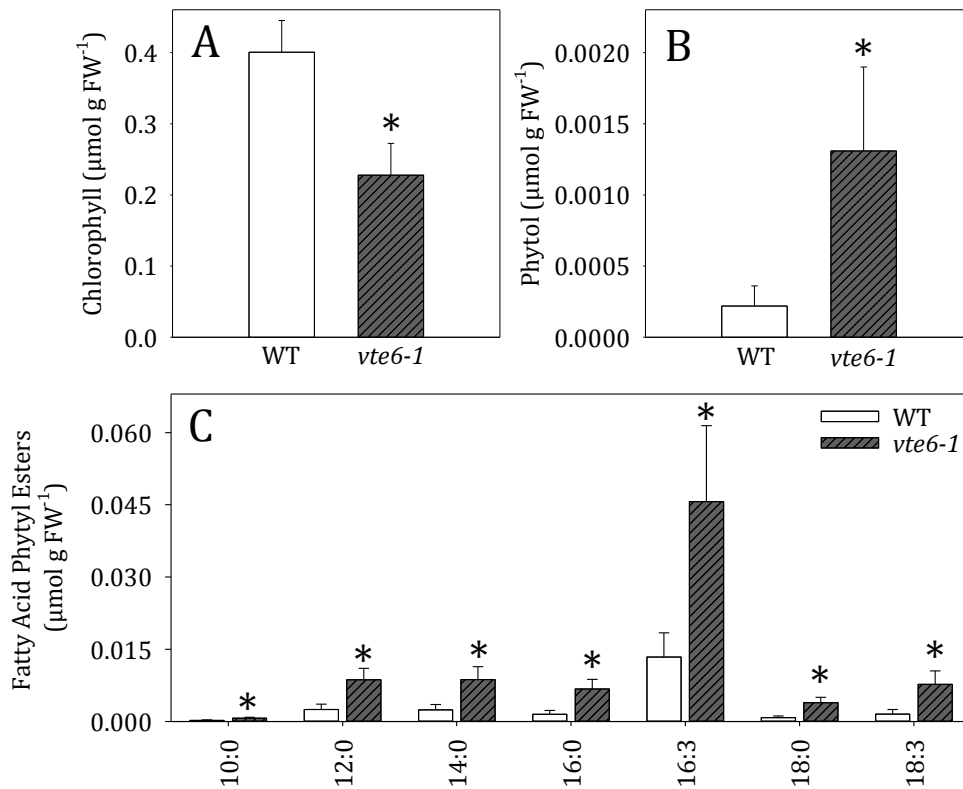 A
Chlorophyll (µmol g FW⁻¹)
0.4
0.3
0.2
0.1
0.0
*
WT
vte6-1
B
Phytol (µmol g FW⁻¹)
0.0020
0.0015
0.0010
0.0005
0.0000
*
WT
vte6-1
C
Fatty Acid Phytyl Esters
(µmol g FW⁻¹)
0.060
0.045
0.030
0.015
0.000
WT
vte6-1
* * * * * * *
10:0 12:0 14:0 16:0 16:3 18:0 18:3